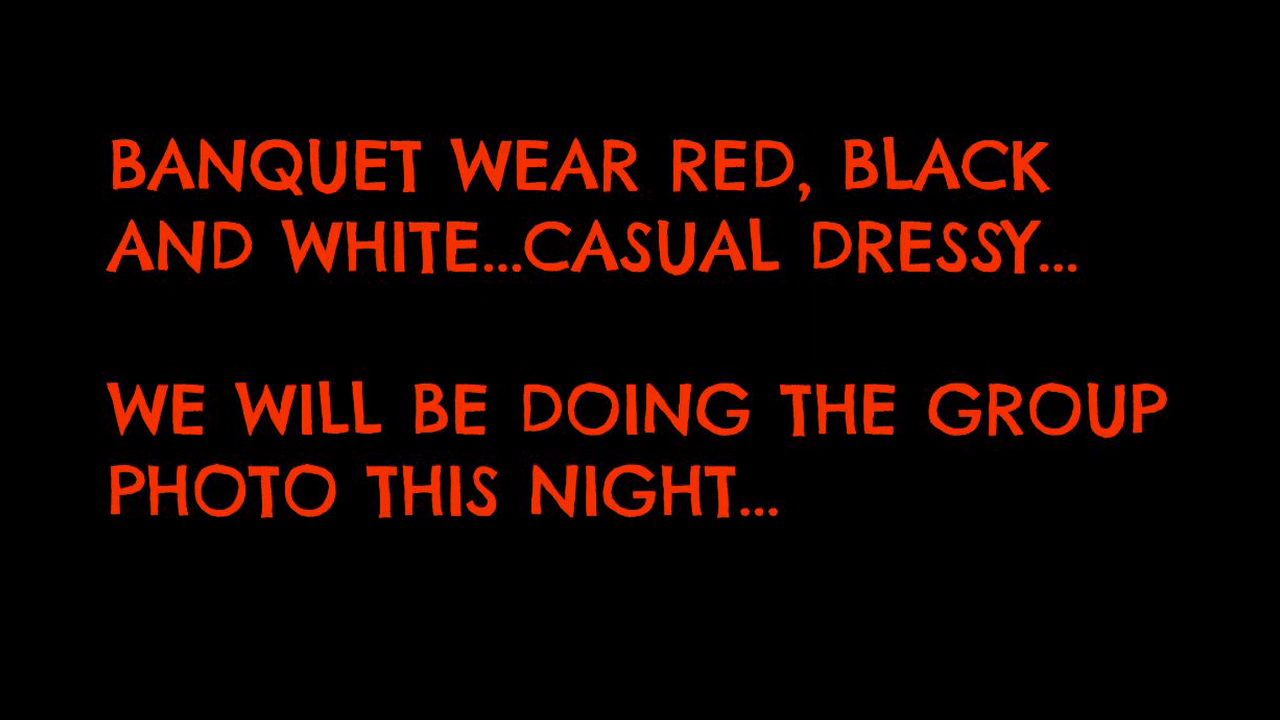 BANQUET WEAR RED, BLACK
AND WHITE...CASUAL DRESSY...
WE WILL BE DOING THE GROUP
PHOTO THIS NIGHT...